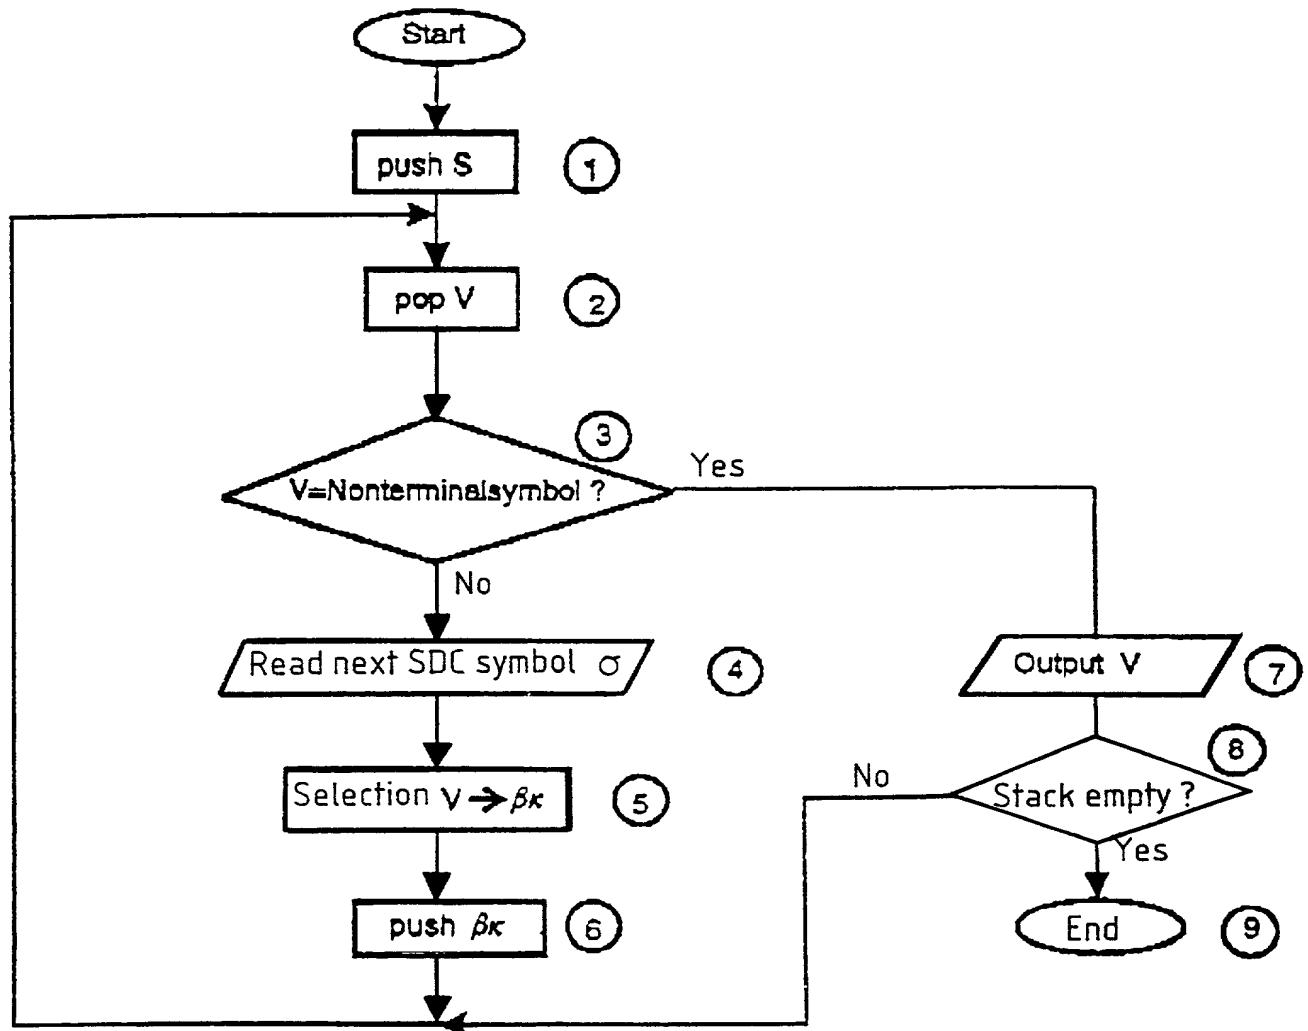 Start
push S
1
pop V
2
3
V=Nonterminalsymbol ?
Yes
No
Read next SDC symbol σ
4
Output V
7
8
Selection V → βκ
5
No
Stack empty ?
Yes
push βκ
6
End
9